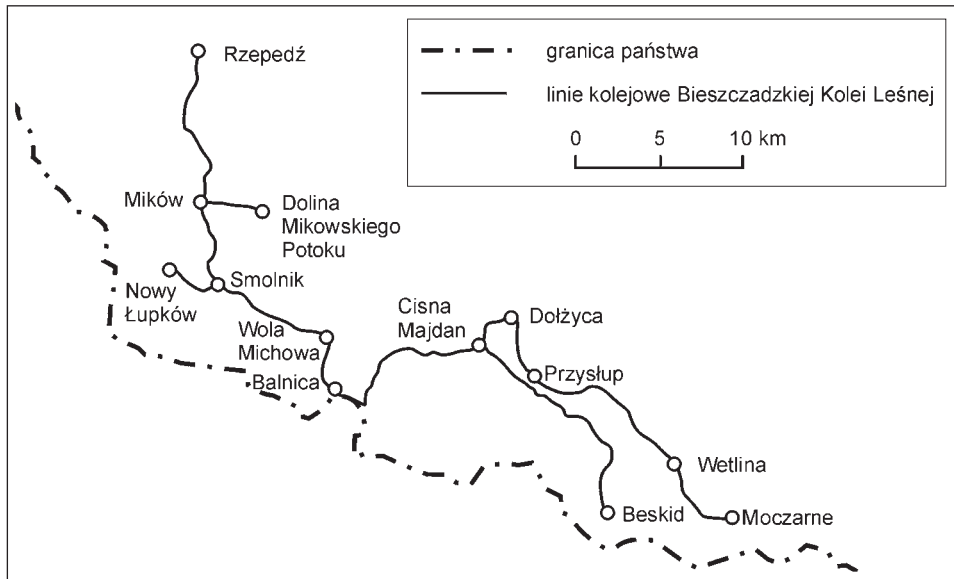 Rzepedź
granica państwa
linie kolejowe Bieszczadzkiej Kolei Leśnej
0 5 10 km
Mików
Dolina
Mikowskiego
Potoku
Smolnik
Nowy
Łupków
Wola
Michowa
Balnica
Cisna
Majdan
Dołżyca
Przysłup
Wetlina
Beskid
Moczarne